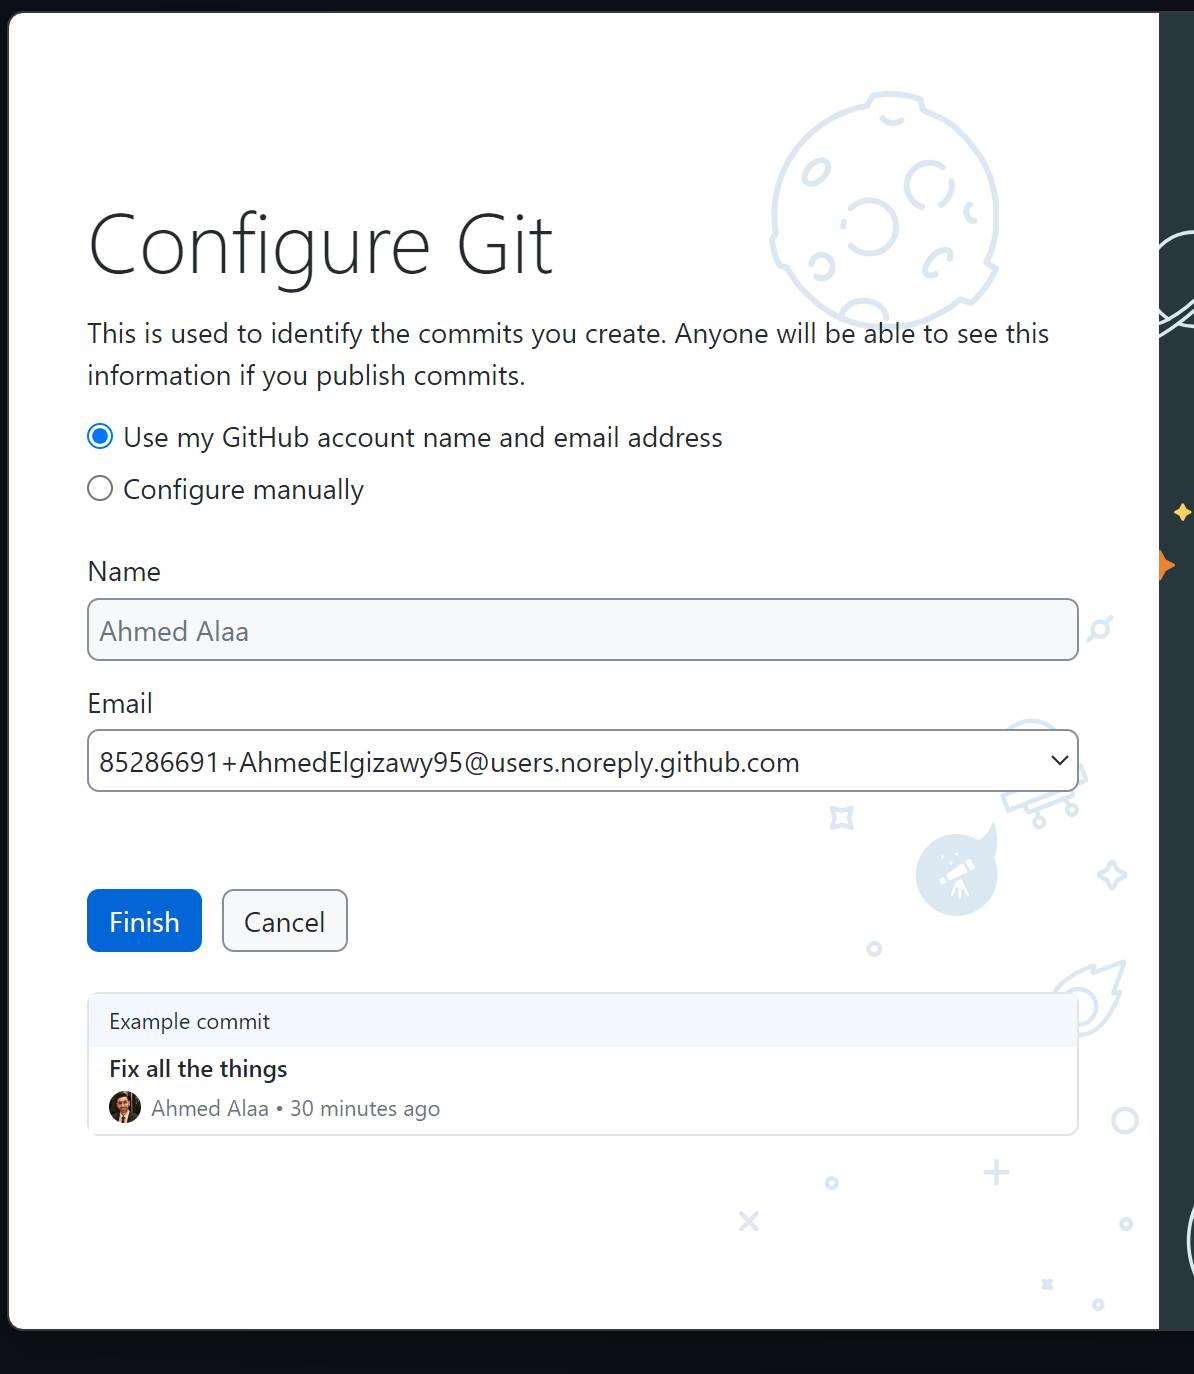 Configure Git
This is used to identify the commits you create. Anyone will be able to see this
information if you publish commits.
Use my GitHub account name and email address
Configure manually
Name
Ahmed Alaa
Email
85286691+AhmedElgizawy95@users.noreply.github.com
Finish
Cancel
Example commit
Fix all the things
Ahmed Alaa • 30 minutes ago